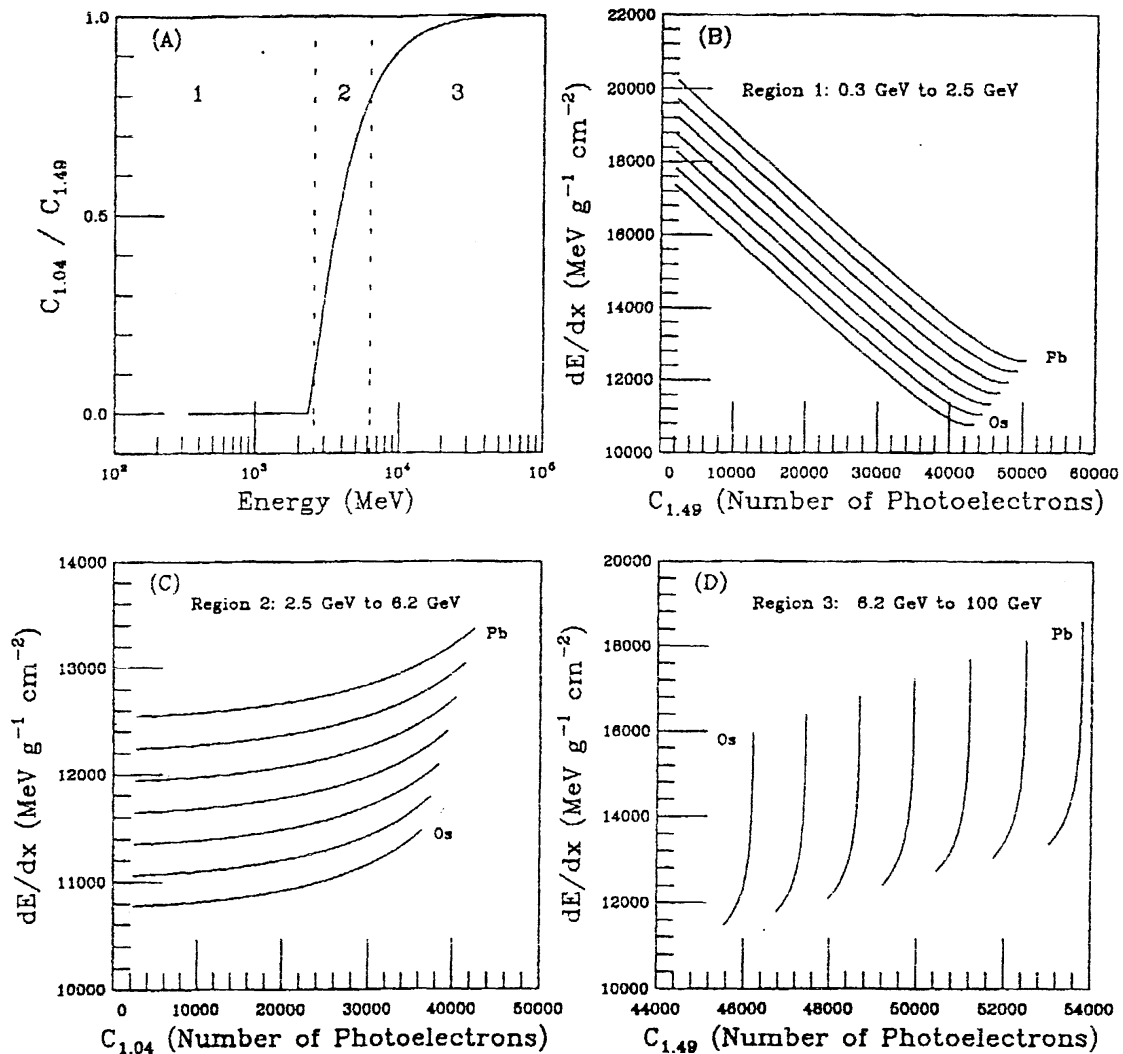 (A)
1
2
3
1.0
0.5
0.0
C1.04 / C1.49
10² 10³ 10⁴ 10⁵
Energy (MeV)
(B)
Region 1: 0.3 GeV to 2.5 GeV
22000
20000
18000
16000
14000
12000
10000
dE/dx (MeV g⁻¹ cm⁻²)
Pb
Os
0 10000 20000 30000 40000 50000 60000
C1.49 (Number of Photoelectrons)
(C)
Region 2: 2.5 GeV to 6.2 GeV
14000
13000
12000
11000
10000
dE/dx (MeV g⁻¹ cm⁻²)
Pb
Os
0 10000 20000 30000 40000 50000
C1.04 (Number of Photoelectrons)
(D)
Region 3: 6.2 GeV to 100 GeV
20000
18000
16000
14000
12000
10000
dE/dx (MeV g⁻¹ cm⁻²)
Os
Pb
44000 46000 48000 50000 52000 54000
C1.49 (Number of Photoelectrons)